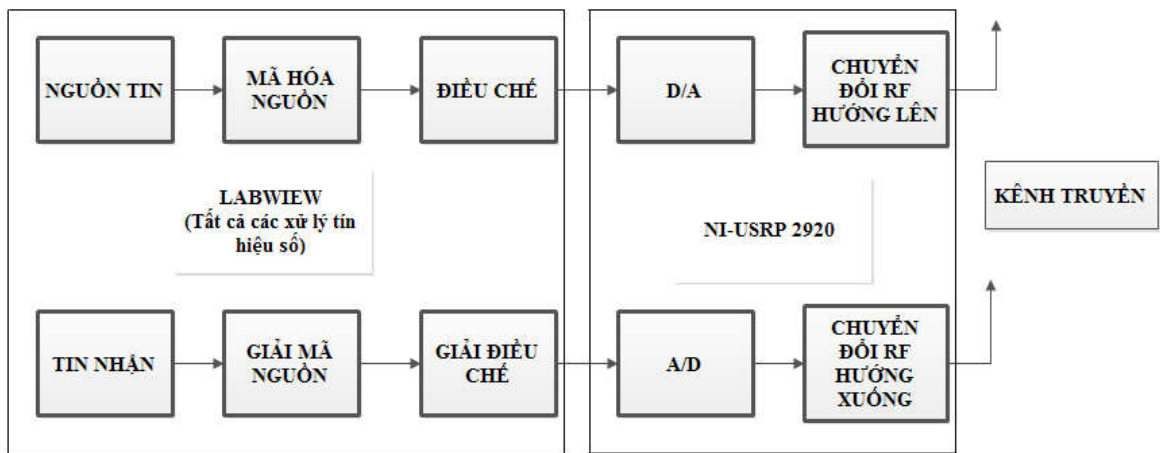 NGUỒN TIN
MÃ HÓA
NGUỒN
ĐIỀU CHẾ
D/A
CHUYỂN
ĐỔI RF
HƯỚNG LÊN
LABWIEW
(Tất cả các xử lý tín
hiệu số)
NI-USRP 2920
KÊNH TRUYỀN
TIN NHẬN
GIẢI MÃ
NGUỒN
GIẢI ĐIỀU
CHẾ
A/D
CHUYỂN
ĐỔI RF
HƯỚNG
XUỐNG